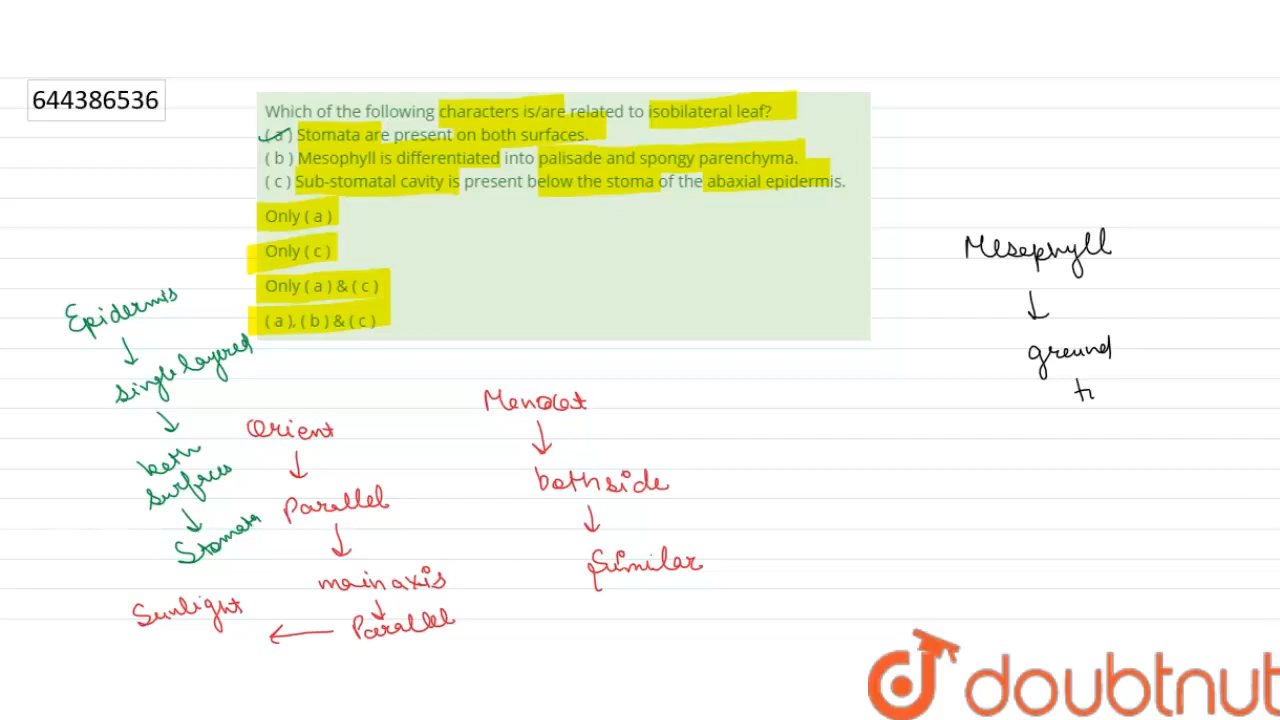 644386536
Which of the following characters is/are related to isobilateral leaf?
( a ) Stomata are present on both surfaces.
( b ) Mesophyll is differentiated into palisade and spongy parenchyma.
( c ) Sub-stomatal cavity is present below the stoma of the abaxial epidermis.
Only ( a )
Only ( c )
Only ( a ) & ( c )
( a ), ( b ) & ( c )
Epidermis
Single layered
both
surfaces
Stomata
Orient
Parallel
main axis
Parallel
Sunlight
Monocot
both side
Similar
Mesophyll
ground
ti
doubtnut